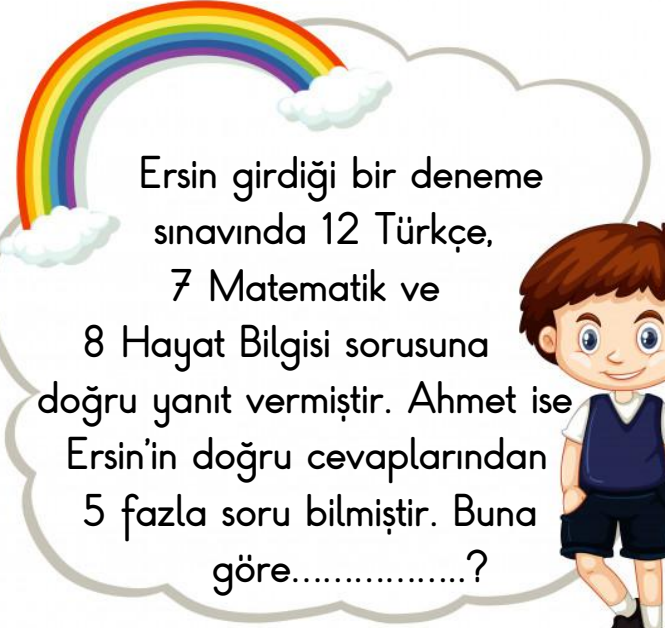 Ersin girdiği bir deneme
sınavında 12 Türkçe,
7 Matematik ve
8 Hayat Bilgisi sorusuna
doğru yanıt vermiştir. Ahmet ise
Ersin'in doğru cevaplarından
5 fazla soru bilmiştir. Buna
göre.................?